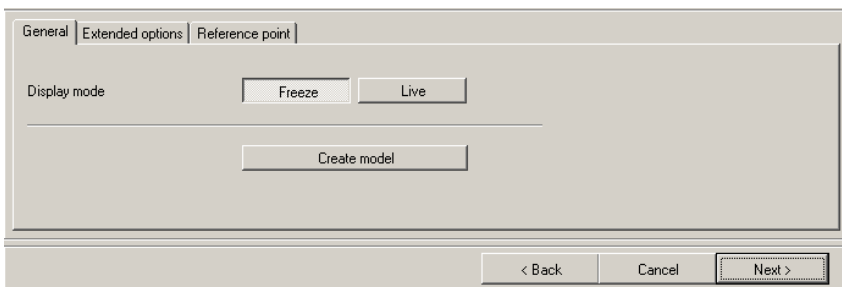 General Extended options Reference point
Display mode Freeze Live
Create model
< Back Cancel Next >